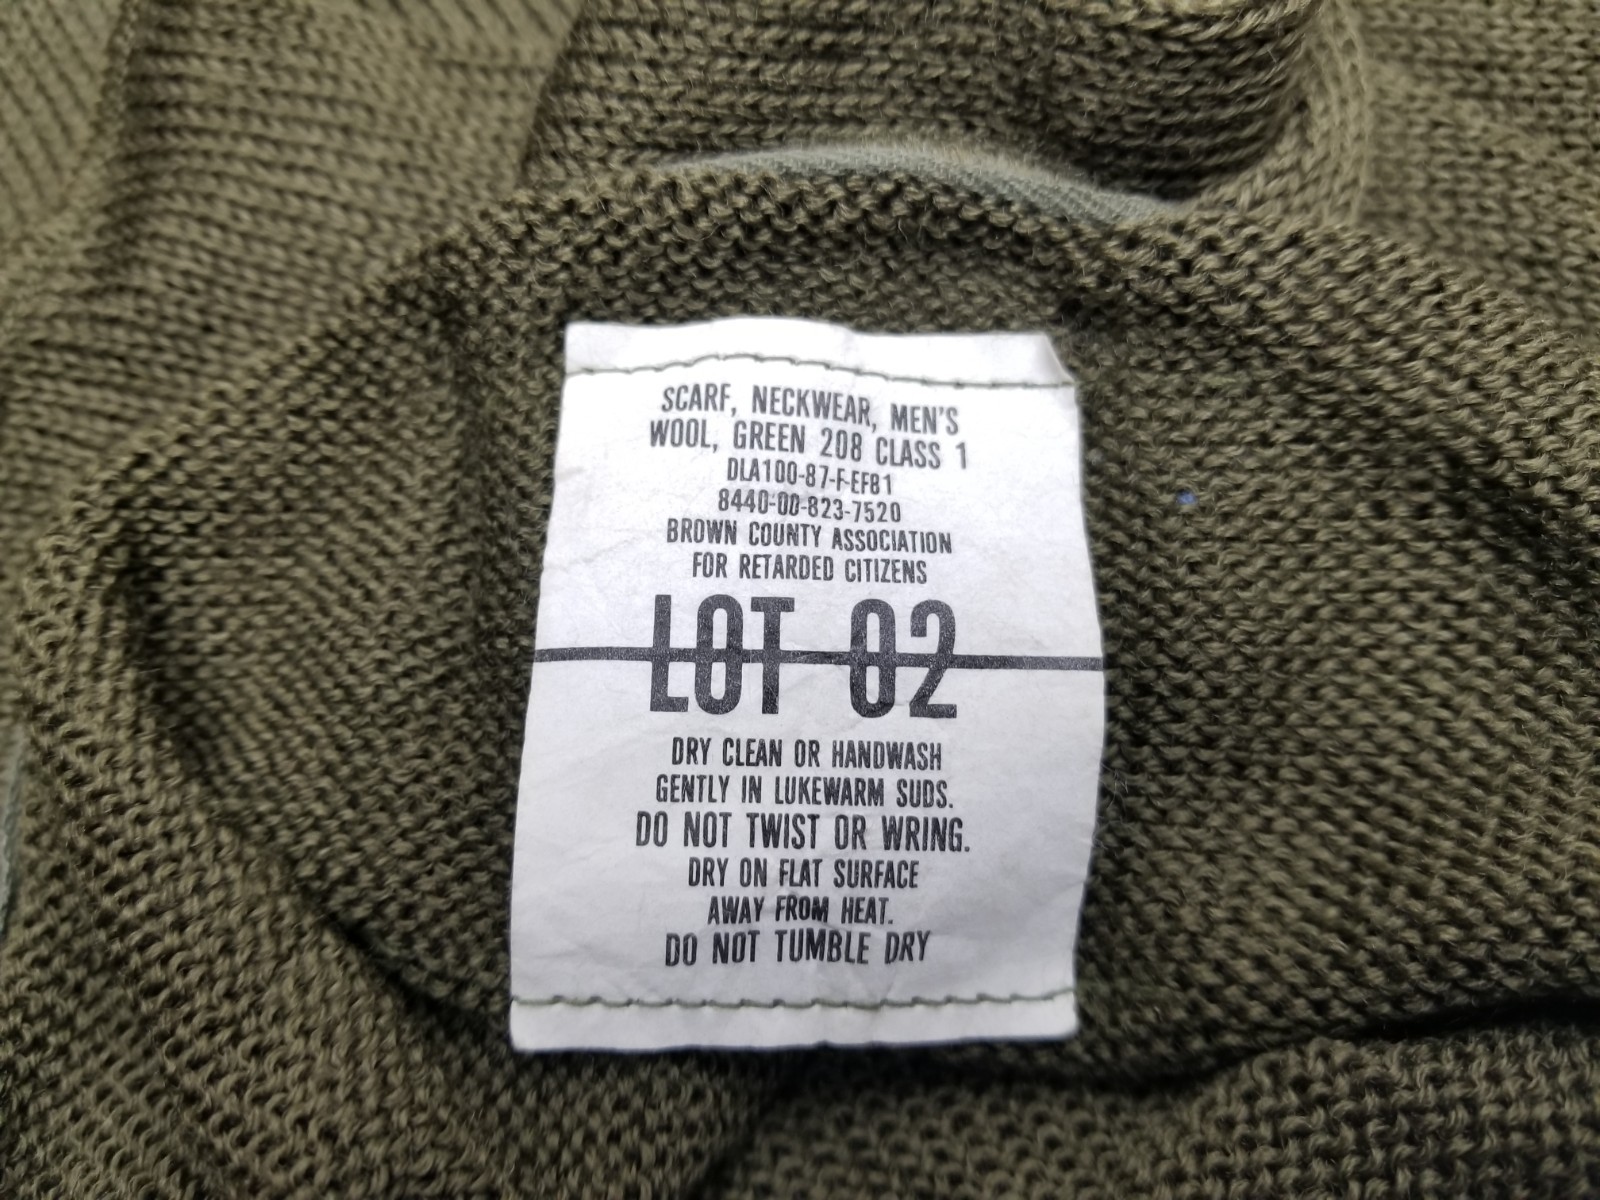 SCARF, NECKWEAR, MEN'S
WOOL, GREEN 208 CLASS 1
DLA100-87-F-EF81
8440-00-823-7520
BROWN COUNTY ASSOCIATION
FOR RETARDED CITIZENS
LOT 02
DRY CLEAN OR HANDWASH
GENTLY IN LUKEWARM SUDS.
DO NOT TWIST OR WRING.
DRY ON FLAT SURFACE
AWAY FROM HEAT.
DO NOT TUMBLE DRY